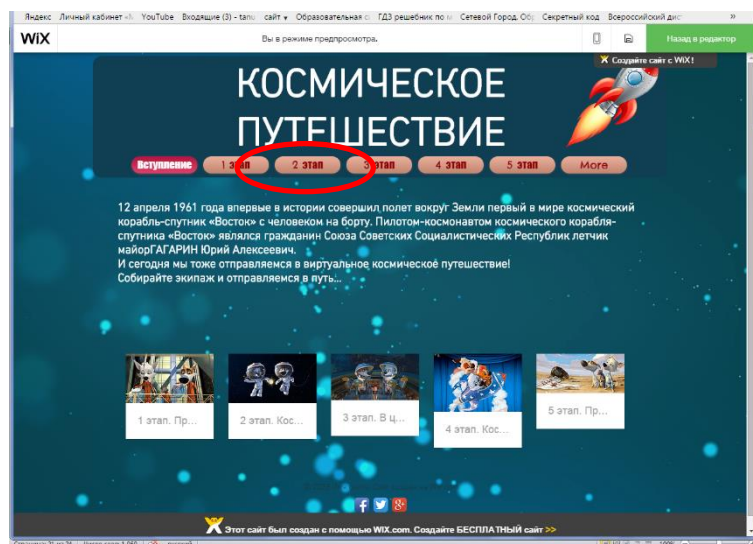 Яндекс Личный кабинет YouTube Входящие (3) - tanu сайт Образовательная с ГДЗ решебник по Сетевой Город. Об Секретный код Всероссийский дис »
WiX Вы в режиме предпросмотра. Назад в редактор
Создайте сайт с WIX!
КОСМИЧЕСКОЕ
ПУТЕШЕСТВИЕ
Вступление 1 этап 2 этап 3 этап 4 этап 5 этап More
12 апреля 1961 года впервые в истории совершил полет вокруг Земли первый в мире космический
корабль-спутник «Восток» с человеком на борту. Пилотом-космонавтом космического корабля-
спутника «Восток» являлся гражданин Союза Советских Социалистических Республик летчик
майорГАГАРИН Юрий Алексеевич.
И сегодня мы тоже отправляемся в виртуальное космическое путешествие!
Собирайте экипаж и отправляемся в путь...
1 этап. Пр... 2 этап. Кос... 3 этап. В ц... 4 этап. Кос... 5 этап. Пр...
Этот сайт был создан с помощью WIX.com. Создайте БЕСПЛАТНЫЙ сайт >>